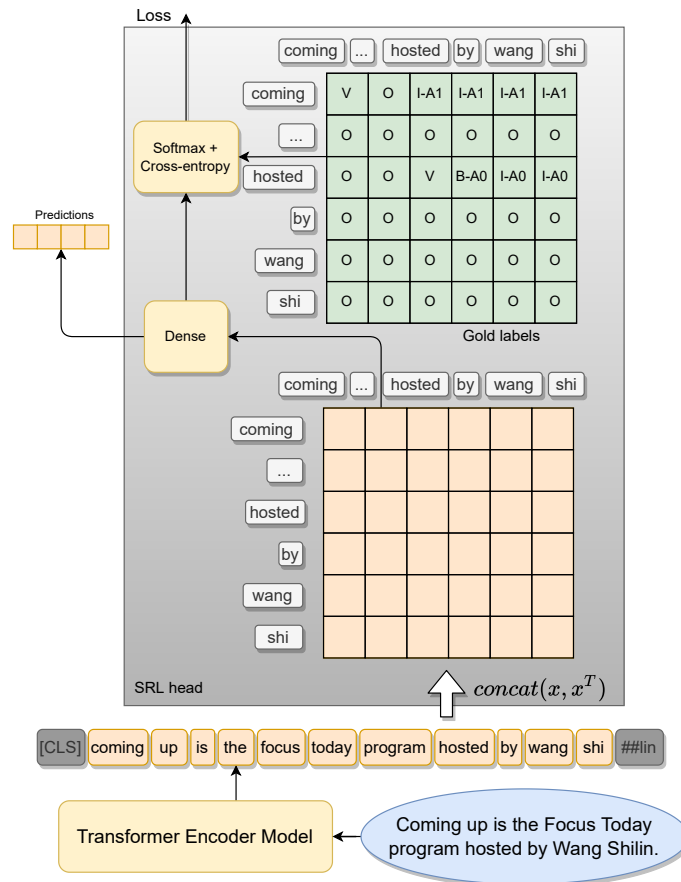 Loss
coming ... hosted by wang shi
coming V O I-A1 I-A1 I-A1 I-A1
... O O O O O O
Softmax +
Cross-entropy
hosted O O V B-A0 I-A0 I-A0
by O O O O O O
wang O O O O O O
shi O O O O O O
Predictions
Dense
Gold labels
coming ... hosted by wang shi
coming
...
hosted
by
wang
shi
SRL head
concat(x, x^T)
[CLS] coming up is the focus today program hosted by wang shi ##lin
Transformer Encoder Model
Coming up is the Focus Today
program hosted by Wang Shilin.